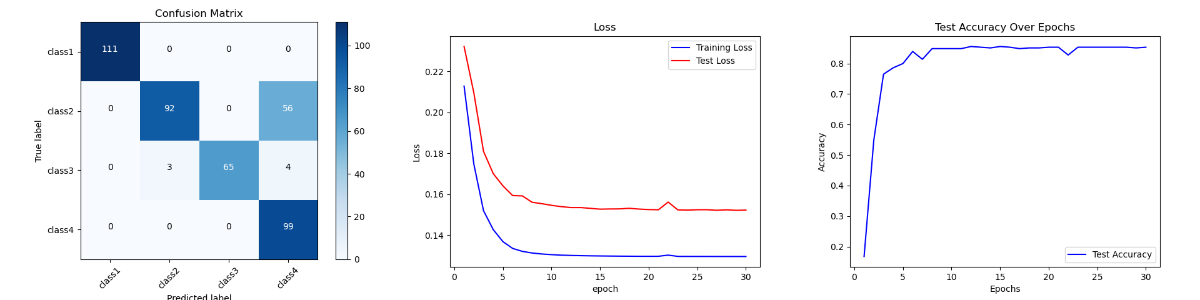 Confusion Matrix
class1
class2
class3
class4
True label
111 0 0 0
0 92 0 56
0 3 65 4
0 0 0 99
class1 class2 class3 class4
Predicted label
100
80
60
40
20
0
Loss
Training Loss
Test Loss
0.22
0.20
0.18
0.16
0.14
Loss
0 5 10 15 20 25 30
epoch
Test Accuracy Over Epochs
0.8
0.7
0.6
0.5
0.4
0.3
0.2
Accuracy
Test Accuracy
0 5 10 15 20 25 30
Epochs